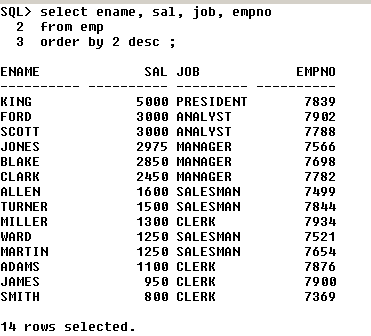 SQL> select ename, sal, job, empno
2 from emp
3 order by 2 desc ;
ENAME SAL JOB EMPNO
---------- ---------- --------- ----------
KING 5000 PRESIDENT 7839
FORD 3000 ANALYST 7902
SCOTT 3000 ANALYST 7788
JONES 2975 MANAGER 7566
BLAKE 2850 MANAGER 7698
CLARK 2450 MANAGER 7782
ALLEN 1600 SALESMAN 7499
TURNER 1500 SALESMAN 7844
MILLER 1300 CLERK 7934
WARD 1250 SALESMAN 7521
MARTIN 1250 SALESMAN 7654
ADAMS 1100 CLERK 7876
JAMES 950 CLERK 7900
SMITH 800 CLERK 7369
14 rows selected.